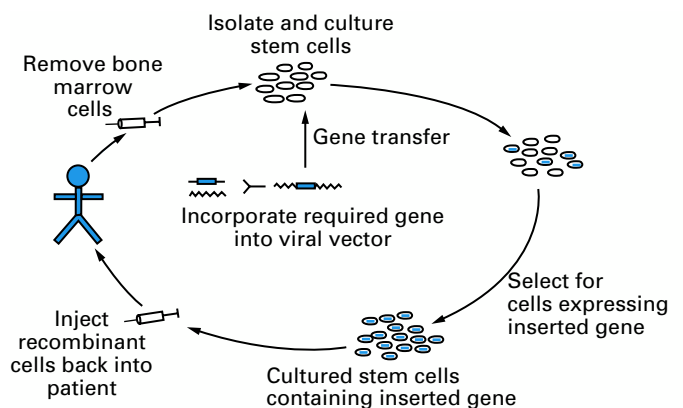 Isolate and culture
stem cells
Remove bone
marrow
cells
Gene transfer
Incorporate required gene
into viral vector
Select for
cells expressing
inserted gene
Inject
recombinant
cells back into
patient
Cultured stem cells
containing inserted gene